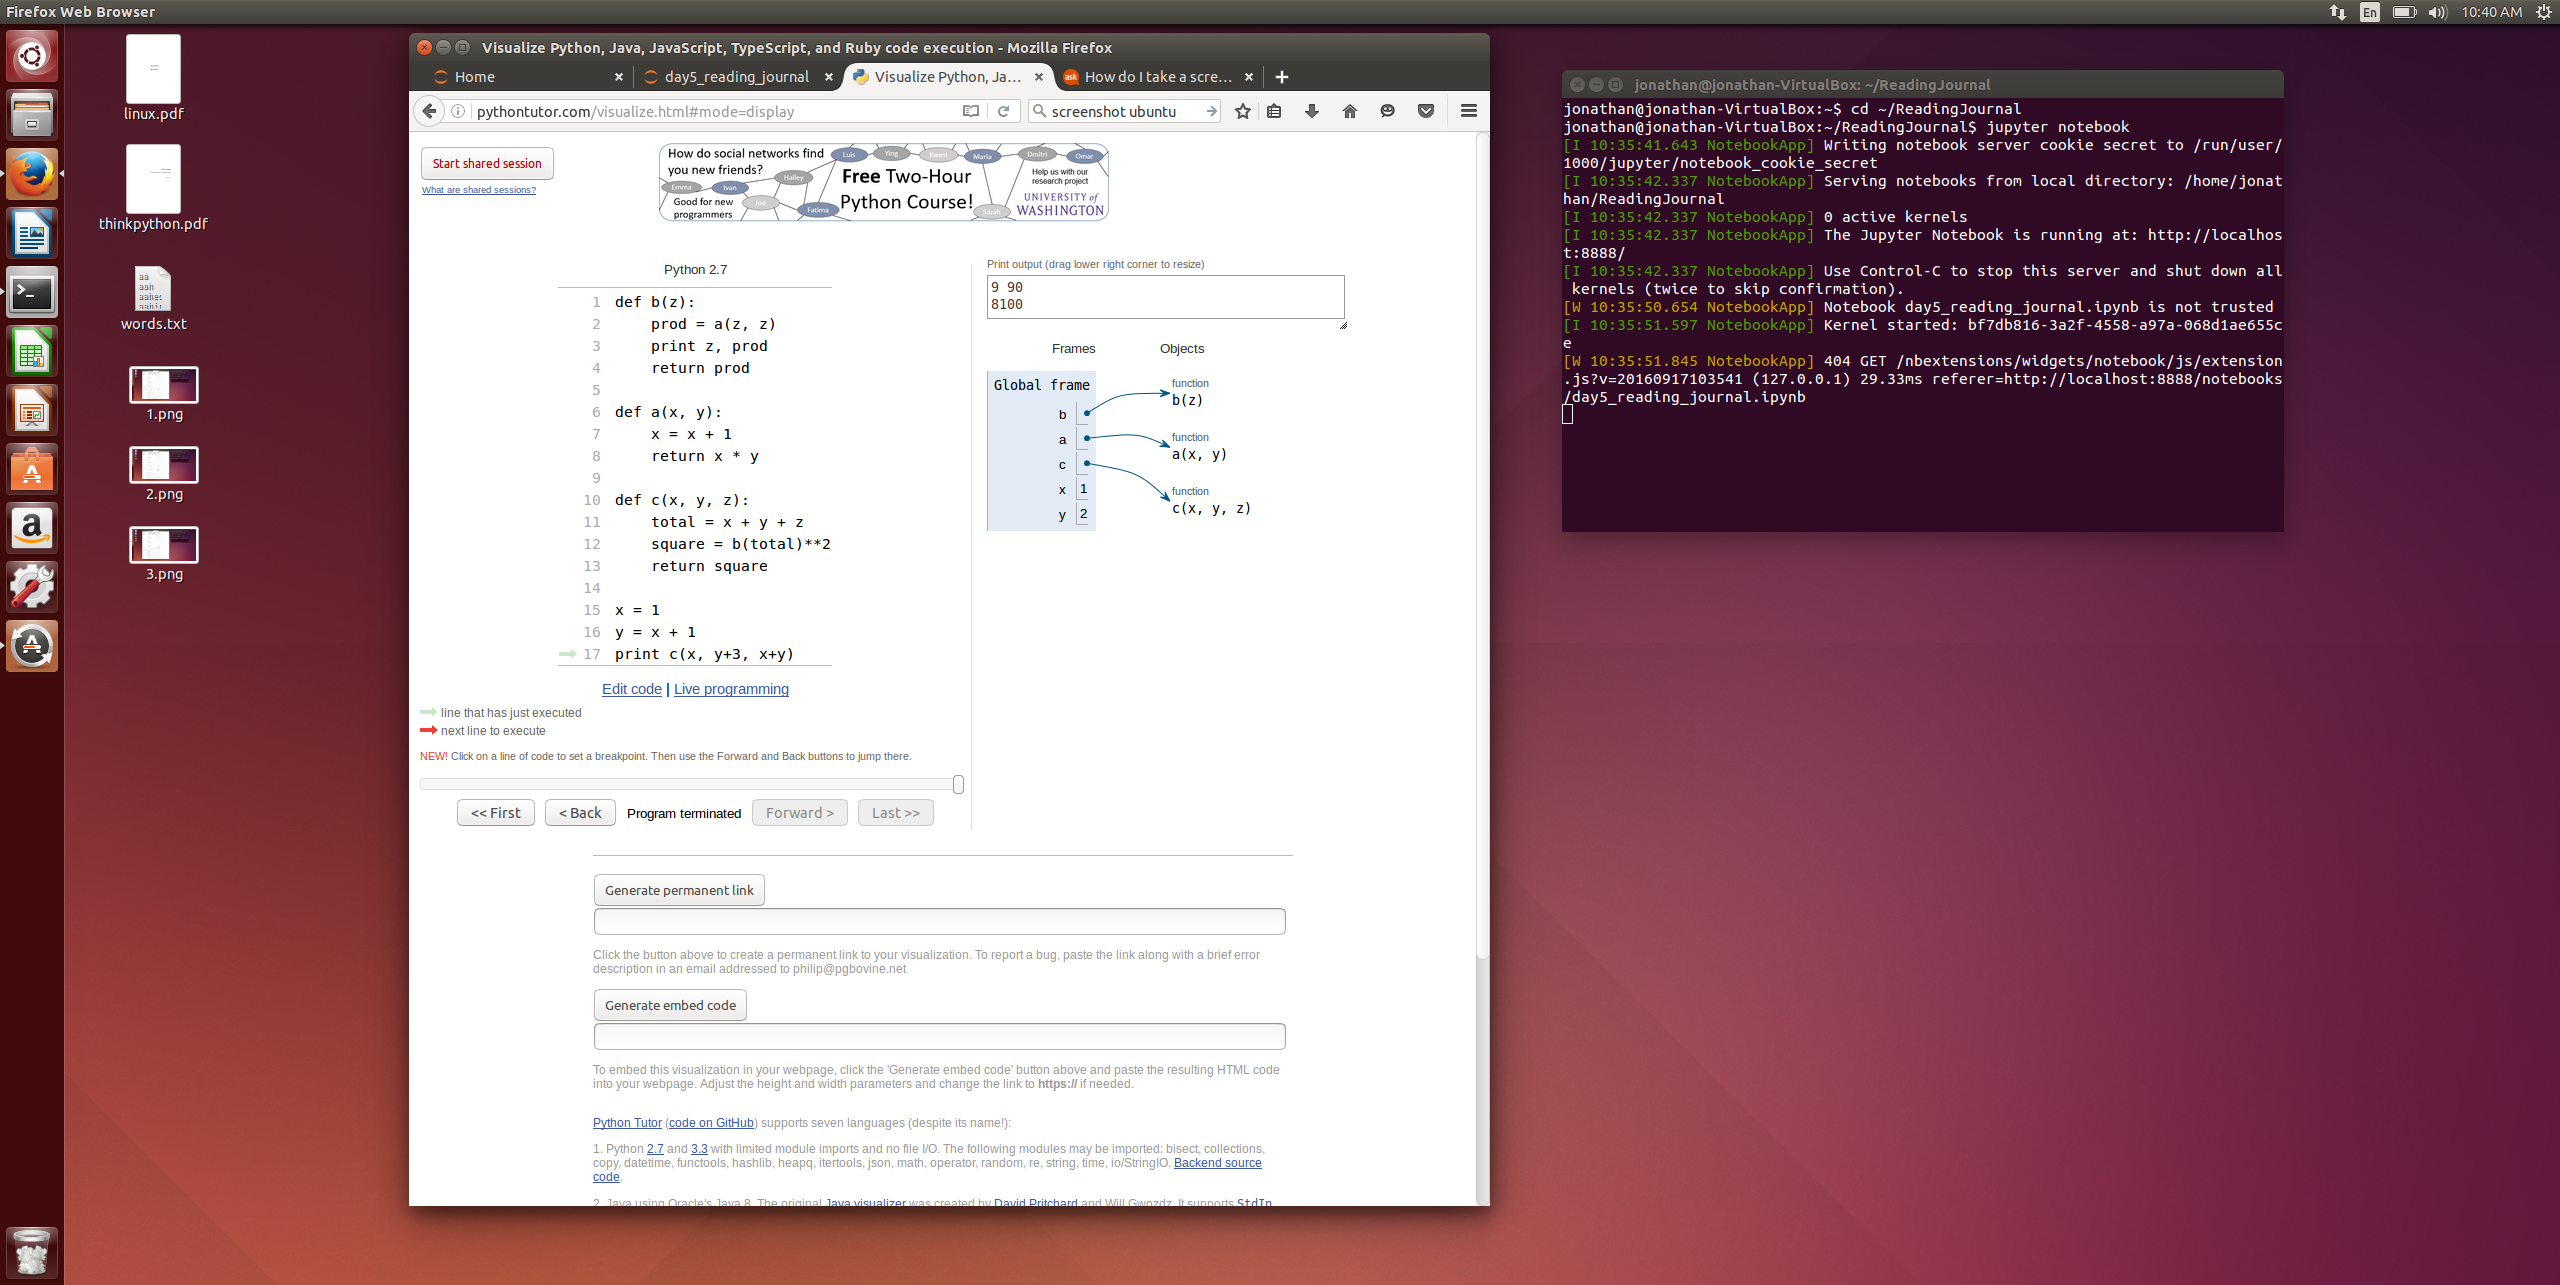 Firefox Web Browser
En
10:40 AM
linux.pdf
thinkpython.pdf
words.txt
1.png
2.png
3.png
Visualize Python, Java, JavaScript, TypeScript, and Ruby code execution - Mozilla Firefox
Home
day5_reading_journal
Visualize Python, Ja...
ask How do I take a scre...
pythontutor.com/visualize.html#mode=display
screenshot ubuntu
Start shared session
What are shared sessions?
How do social networks find
you new friends?
Good for new
programmers
Free Two-Hour
Python Course!
Help us with our
research project
UNIVERSITY of
WASHINGTON
Luis
Ying
Kwesi
Maria
Dmitri
Omar
Hailey
Emma
Ivan
Joe
Fatima
Sarah
Python 2.7
1 def b(z):
2     prod = a(z, z)
3     print z, prod
4     return prod
5
6 def a(x, y):
7     x = x + 1
8     return x * y
9
10 def c(x, y, z):
11     total = x + y + z
12     square = b(total)**2
13     return square
14
15 x = 1
16 y = x + 1
17 print c(x, y+3, x+y)
Edit code | Live programming
line that has just executed
next line to execute
NEW! Click on a line of code to set a breakpoint. Then use the Forward and Back buttons to jump there.
<< First
< Back
Program terminated
Forward >
Last >>
Print output (drag lower right corner to resize)
9 90
8100
Frames
Objects
Global frame
b
a
c
x 1
y 2
function
b(z)
function
a(x, y)
function
c(x, y, z)
Generate permanent link
Click the button above to create a permanent link to your visualization. To report a bug, paste the link along with a brief error
description in an email addressed to philip@pgbovine.net
Generate embed code
To embed this visualization in your webpage, click the 'Generate embed code' button above and paste the resulting HTML code
into your webpage. Adjust the height and width parameters and change the link to https:// if needed.
Python Tutor (code on GitHub) supports seven languages (despite its name!):
1. Python 2.7 and 3.3 with limited module imports and no file I/O. The following modules may be imported: bisect, collections,
copy, datetime, functools, hashlib, heapq, itertools, json, math, operator, random, re, string, time, io/StringIO. Backend source
code.
2. Java using Oracle's Java 8. The original Java visualizer was created by David Pritchard and Will Gwozdz. It supports StdIn,
jonathan@jonathan-VirtualBox: ~/ReadingJournal
jonathan@jonathan-VirtualBox:~$ cd ~/ReadingJournal
jonathan@jonathan-VirtualBox:~/ReadingJournal$ jupyter notebook
[I 10:35:41.643 NotebookApp] Writing notebook server cookie secret to /run/user/
1000/jupyter/notebook_cookie_secret
[I 10:35:42.337 NotebookApp] Serving notebooks from local directory: /home/jonat
han/ReadingJournal
[I 10:35:42.337 NotebookApp] 0 active kernels
[I 10:35:42.337 NotebookApp] The Jupyter Notebook is running at: http://localhos
t:8888/
[I 10:35:42.337 NotebookApp] Use Control-C to stop this server and shut down all
kernels (twice to skip confirmation).
[W 10:35:50.654 NotebookApp] Notebook day5_reading_journal.ipynb is not trusted
[I 10:35:51.597 NotebookApp] Kernel started: bf7db816-3a2f-4558-a97a-068d1ae655c
e
[W 10:35:51.845 NotebookApp] 404 GET /nbextensions/widgets/notebook/js/extension
.js?v=20160917103541 (127.0.0.1) 29.33ms referer=http://localhost:8888/notebooks
/day5_reading_journal.ipynb